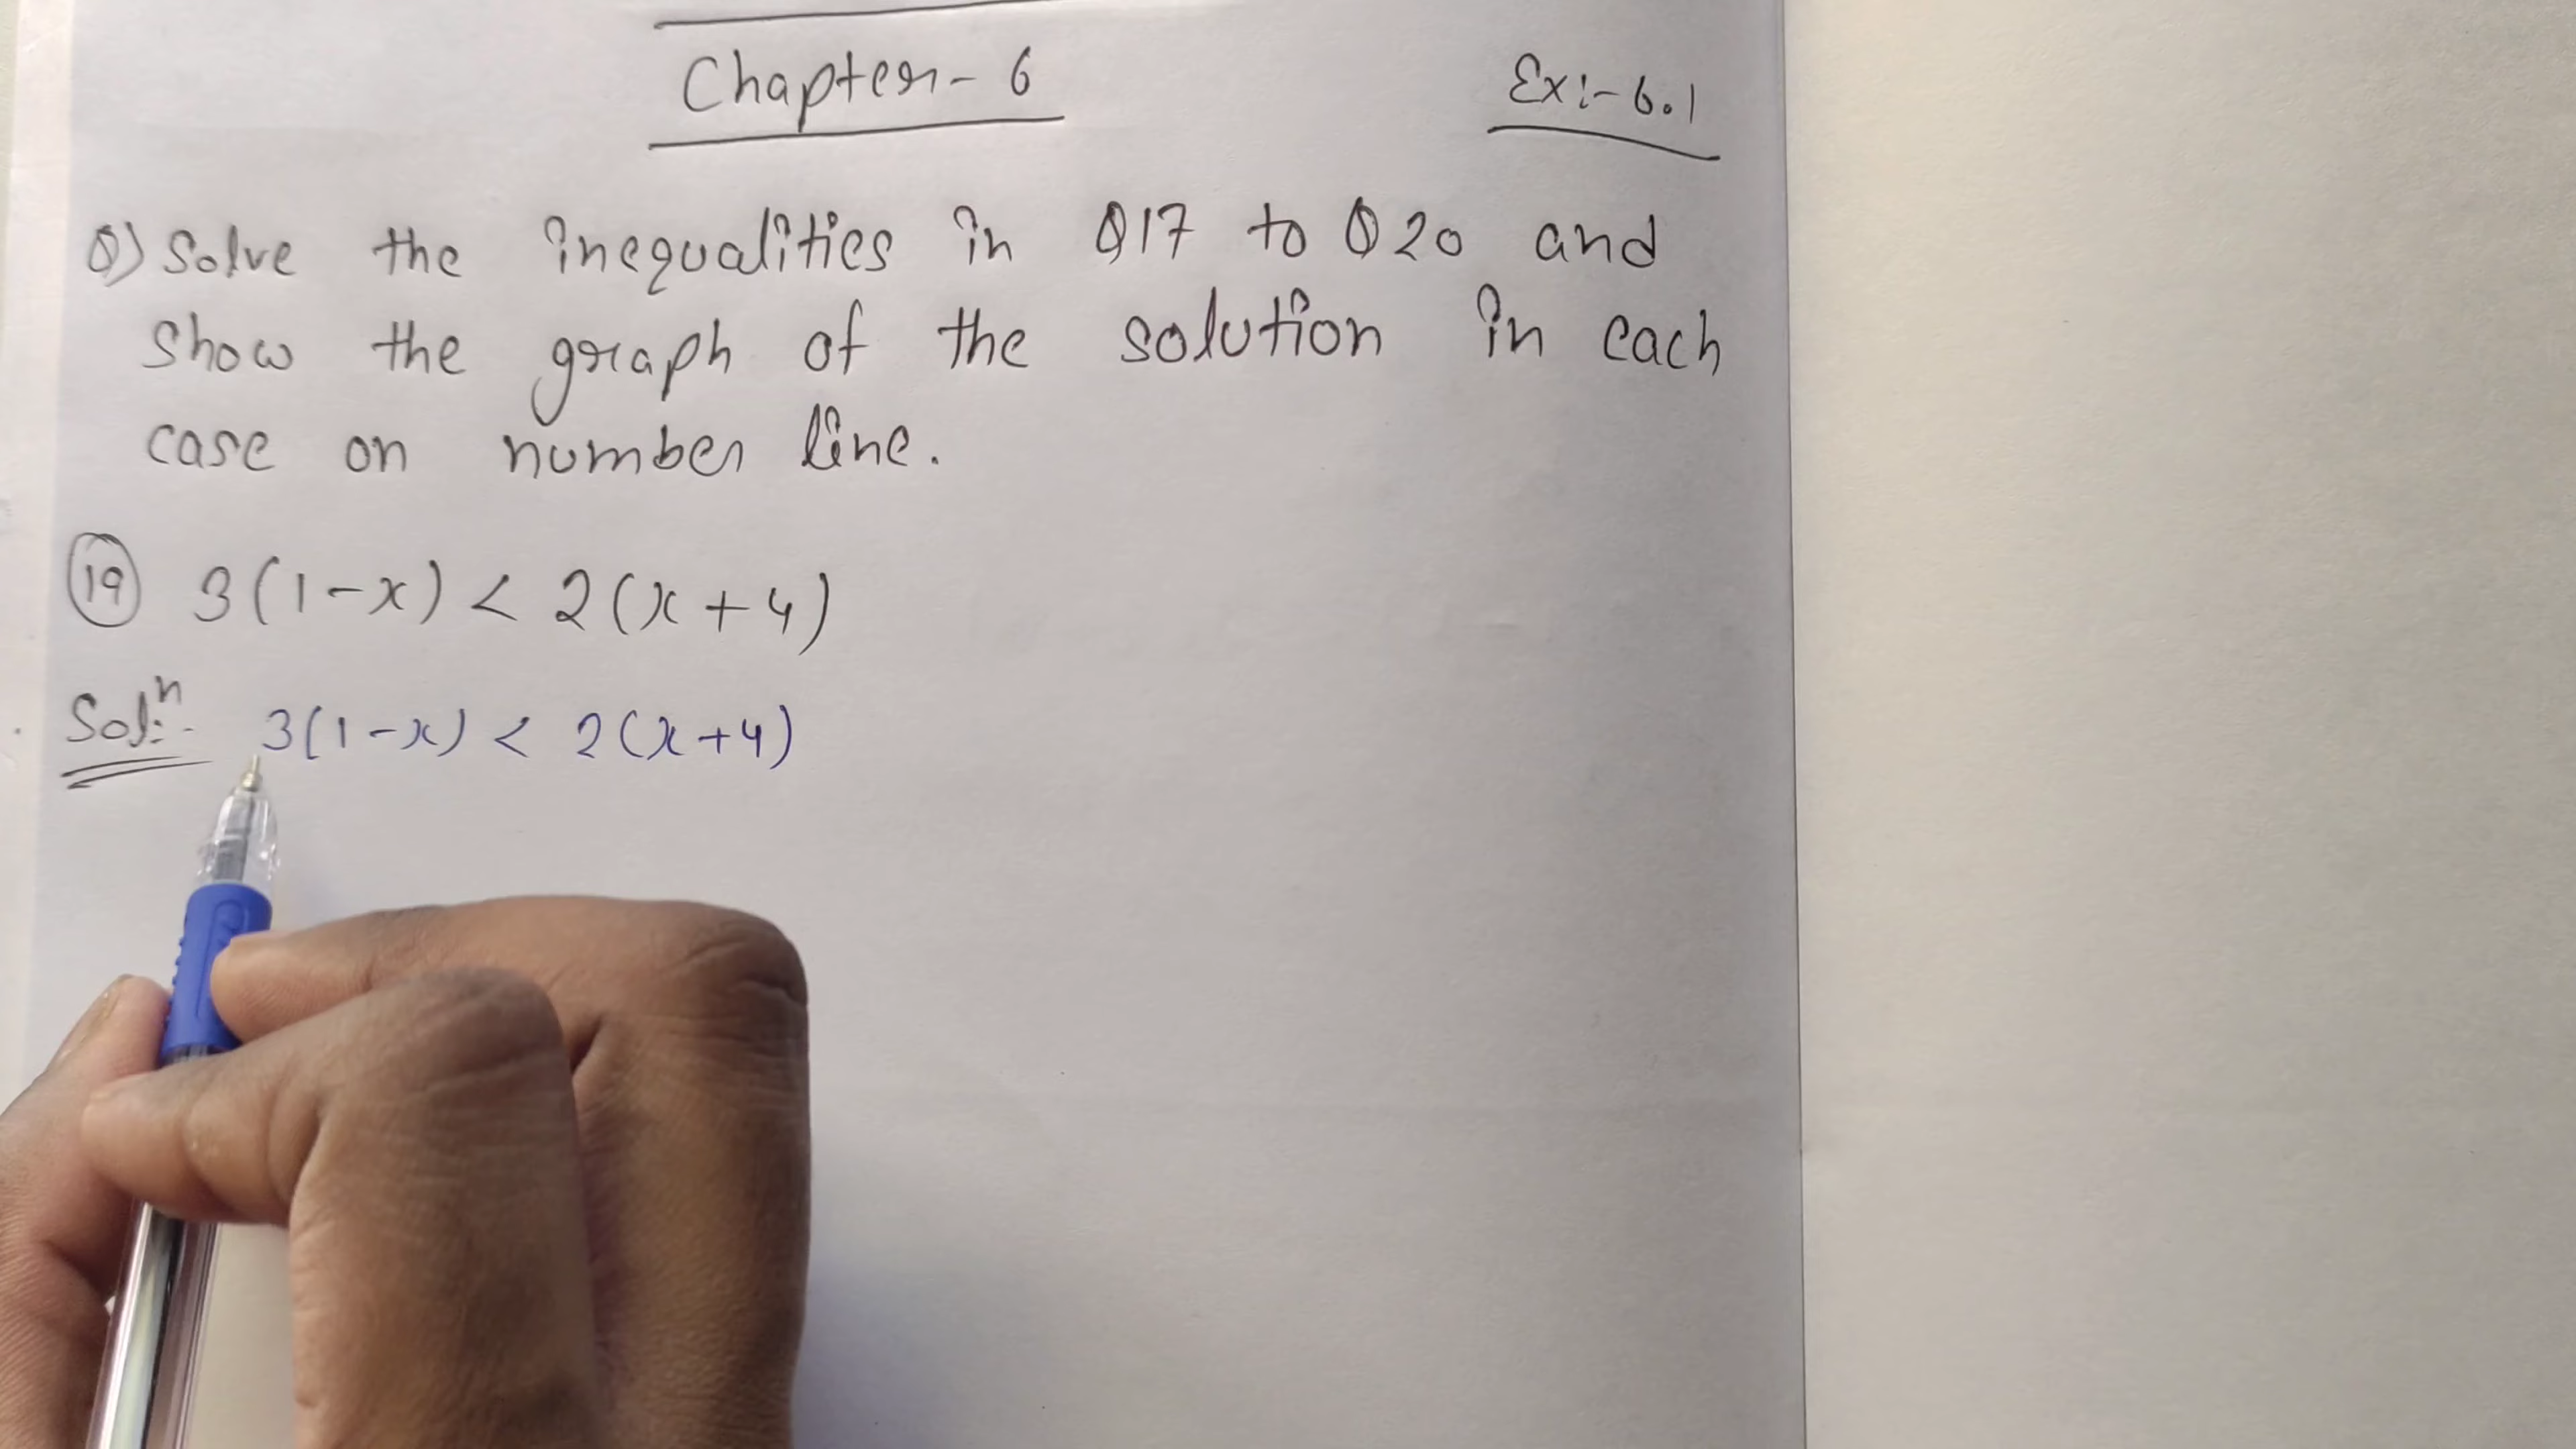 Chapter - 6
Ex:- 6.1
Q) Solve the inequalities in Q17 to Q20 and
show the graph of the solution in each
case on number line.
19 3(1-x) < 2(x+4)
Solⁿ:- 3(1-x) < 2(x+4)